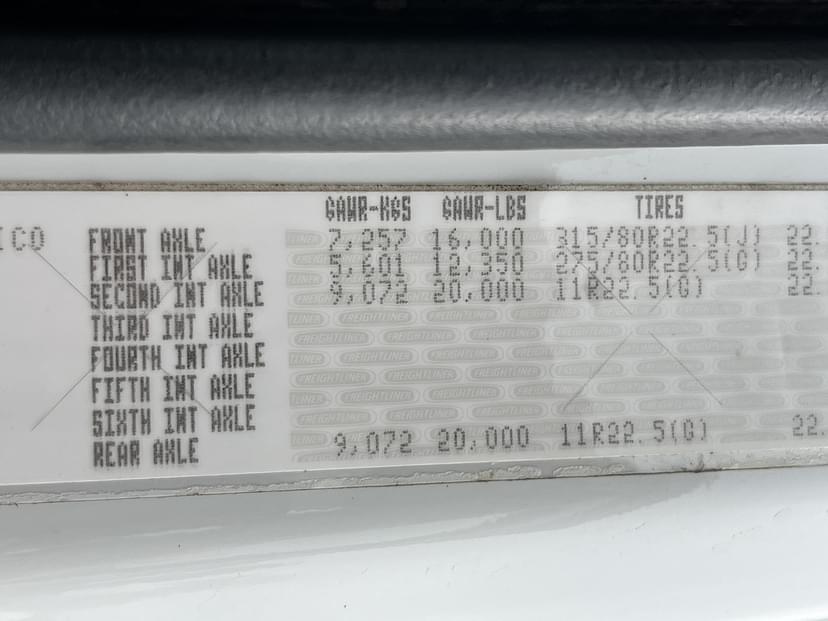 GAWR-KGS GAWR-LBS TIRES
ICO FRONT AXLE 7,257 16,000 315/80R22.5(J) 22.
FIRST INT AXLE 5,601 12,350 275/80R22.5(G) 22.
SECOND INT AXLE 9,072 20,000 11R22.5(G) 22.
THIRD INT AXLE
FOURTH INT AXLE
FIFTH INT AXLE
SIXTH INT AXLE
REAR AXLE 9,072 20,000 11R22.5(G) 22.
FREIGHTLINER